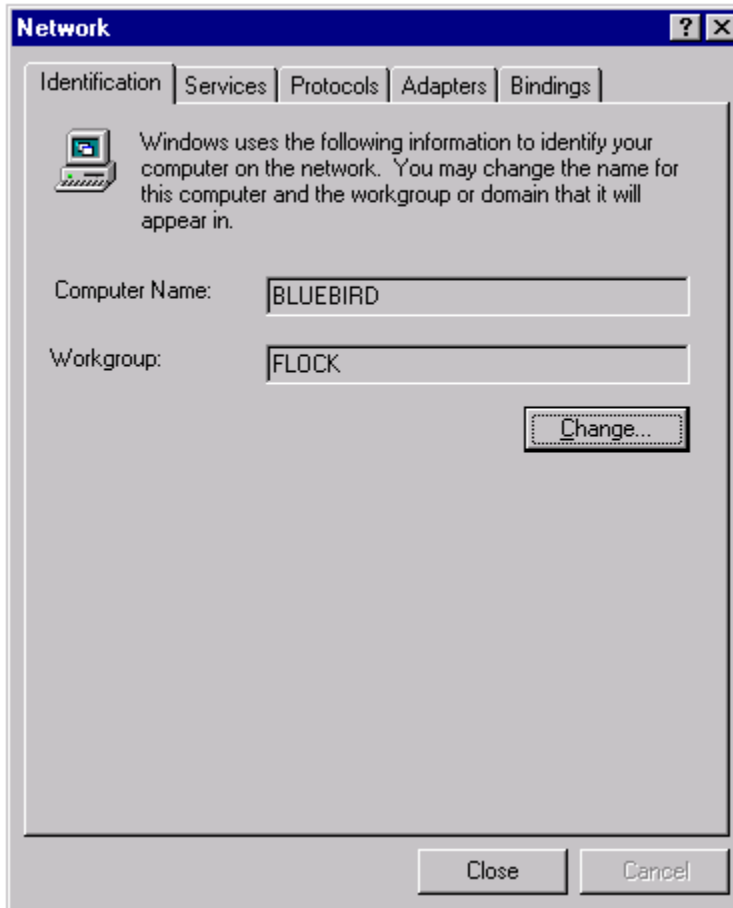 Network
Identification Services Protocols Adapters Bindings
Windows uses the following information to identify your
computer on the network. You may change the name for
this computer and the workgroup or domain that it will
appear in.
Computer Name: BLUEBIRD
Workgroup: FLOCK
Change...
Close Cancel